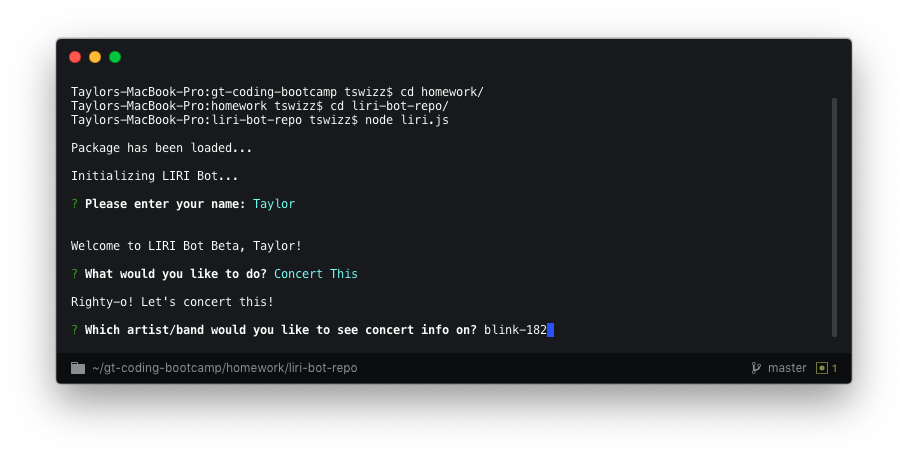 Taylors-MacBook-Pro:gt-coding-bootcamp tswizz$ cd homework/
Taylors-MacBook-Pro:homework tswizz$ cd liri-bot-repo/
Taylors-MacBook-Pro:liri-bot-repo tswizz$ node liri.js
Package has been loaded...
Initializing LIRI Bot...
? Please enter your name: Taylor
Welcome to LIRI Bot Beta, Taylor!
? What would you like to do? Concert This
Righty-o! Let's concert this!
? Which artist/band would you like to see concert info on? blink-182
~/gt-coding-bootcamp/homework/liri-bot-repo master 1